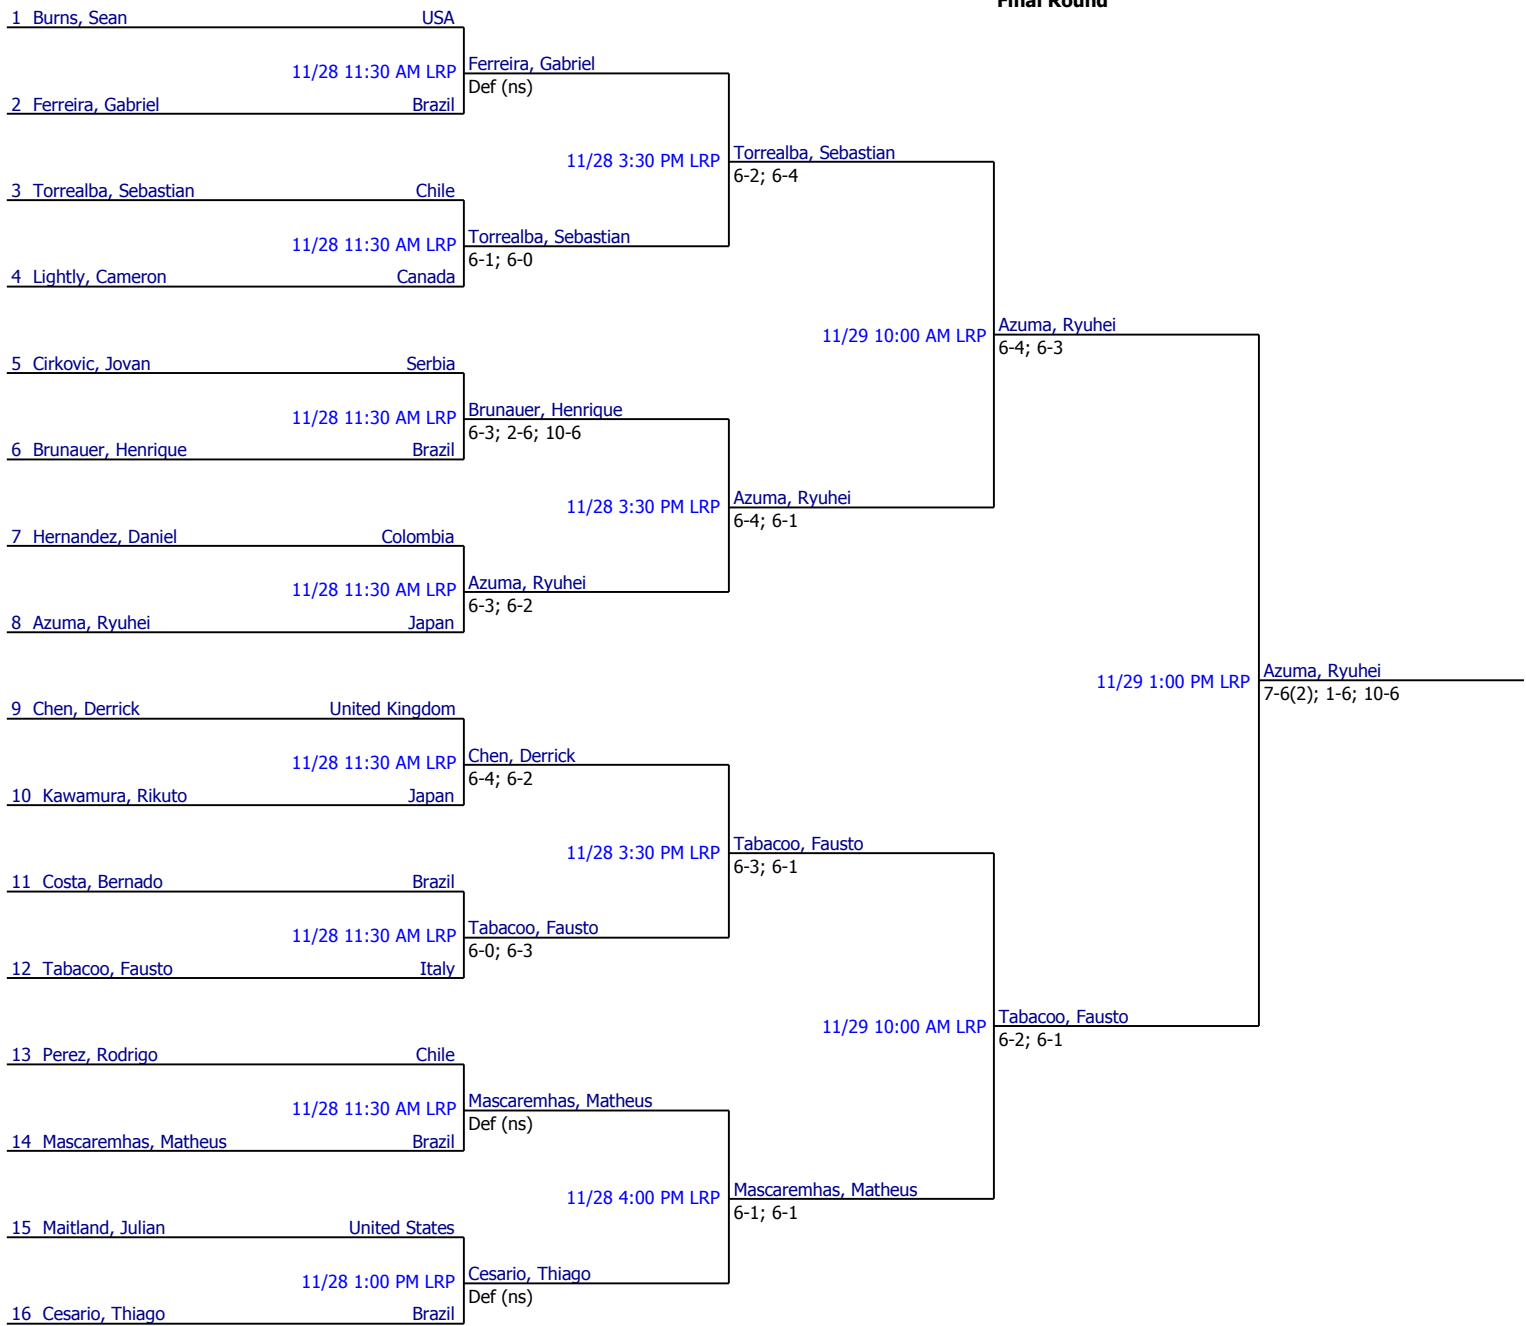 Final Round
1 Burns, Sean USA
11/28 11:30 AM LRP Ferreira, Gabriel
Def (ns)
2 Ferreira, Gabriel Brazil
11/28 3:30 PM LRP Torrealba, Sebastian
6-2; 6-4
3 Torrealba, Sebastian Chile
11/28 11:30 AM LRP Torrealba, Sebastian
6-1; 6-0
4 Lightly, Cameron Canada
11/29 10:00 AM LRP Azuma, Ryuhei
6-4; 6-3
5 Cirkovic, Jovan Serbia
11/28 11:30 AM LRP Brunauer, Henrique
6-3; 2-6; 10-6
6 Brunauer, Henrique Brazil
11/28 3:30 PM LRP Azuma, Ryuhei
6-4; 6-1
7 Hernandez, Daniel Colombia
11/28 11:30 AM LRP Azuma, Ryuhei
6-3; 6-2
8 Azuma, Ryuhei Japan
11/29 1:00 PM LRP Azuma, Ryuhei
7-6(2); 1-6; 10-6
9 Chen, Derrick United Kingdom
11/28 11:30 AM LRP Chen, Derrick
6-4; 6-2
10 Kawamura, Rikuto Japan
11/28 3:30 PM LRP Tabacoo, Fausto
6-3; 6-1
11 Costa, Bernado Brazil
11/28 11:30 AM LRP Tabacoo, Fausto
6-0; 6-3
12 Tabacoo, Fausto Italy
11/29 10:00 AM LRP Tabacoo, Fausto
6-2; 6-1
13 Perez, Rodrigo Chile
11/28 11:30 AM LRP Mascaremhas, Matheus
Def (ns)
14 Mascaremhas, Matheus Brazil
11/28 4:00 PM LRP Mascaremhas, Matheus
6-1; 6-1
15 Maitland, Julian United States
11/28 1:00 PM LRP Cesario, Thiago
Def (ns)
16 Cesario, Thiago Brazil